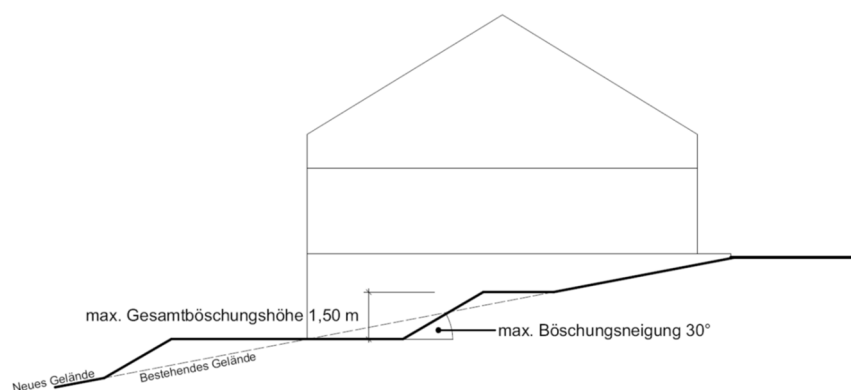 max. Gesamtböschungshöhe 1,50 m
max. Böschungsneigung 30°
Bestehendes Gelände
Neues Gelände